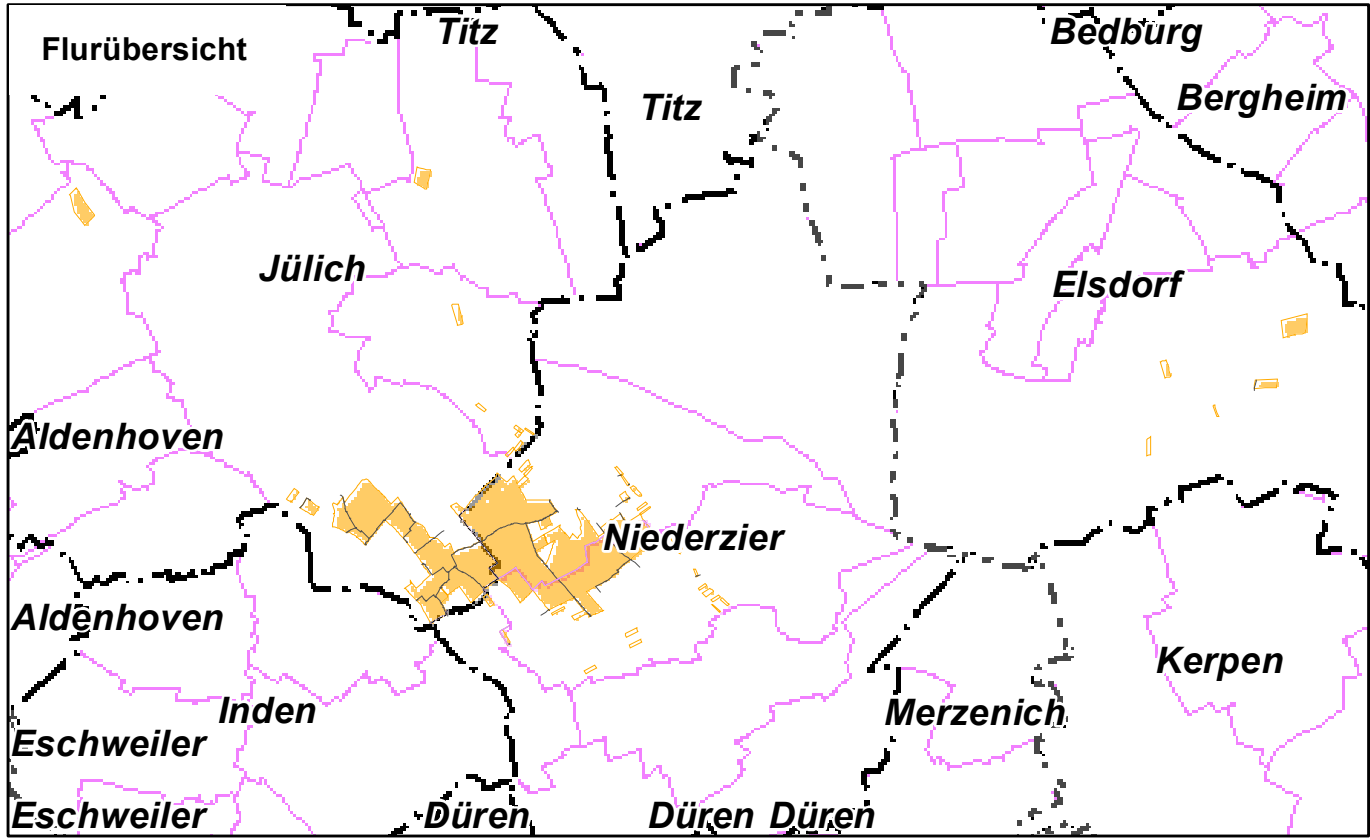 Flurübersicht
Titz
Bedburg
Titz
Bergheim
Jülich
Elsdorf
Aldenhoven
Niederzier
Aldenhoven
Kerpen
Inden
Merzenich
Eschweiler
Eschweiler
Düren
Düren
Düren